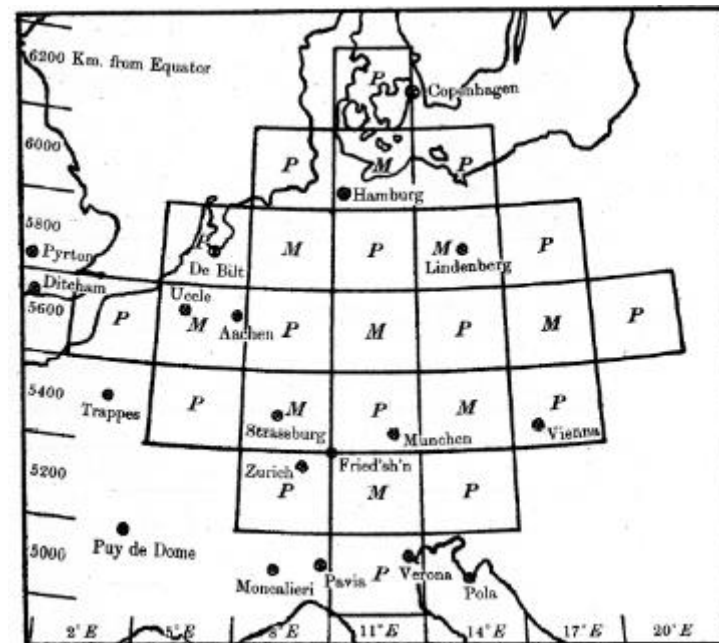 6200 Km. from Equator
P
Copenhagen
6000
P M P
Hamburg
5800
P M P M P
Pyrton De Bilt Lindenberg
Ditcham
5600
Uccle
P M Aachen P M P M P
5400
P M P M P
Trappes Strassburg Munchen Vienna
5200
Zurich Fried'sh'n
P M P
5000
Puy de Dome
Moncalieri Pavia P Verona Pola
2° E 5° E 8° E 11° E 14° E 17° E 20° E